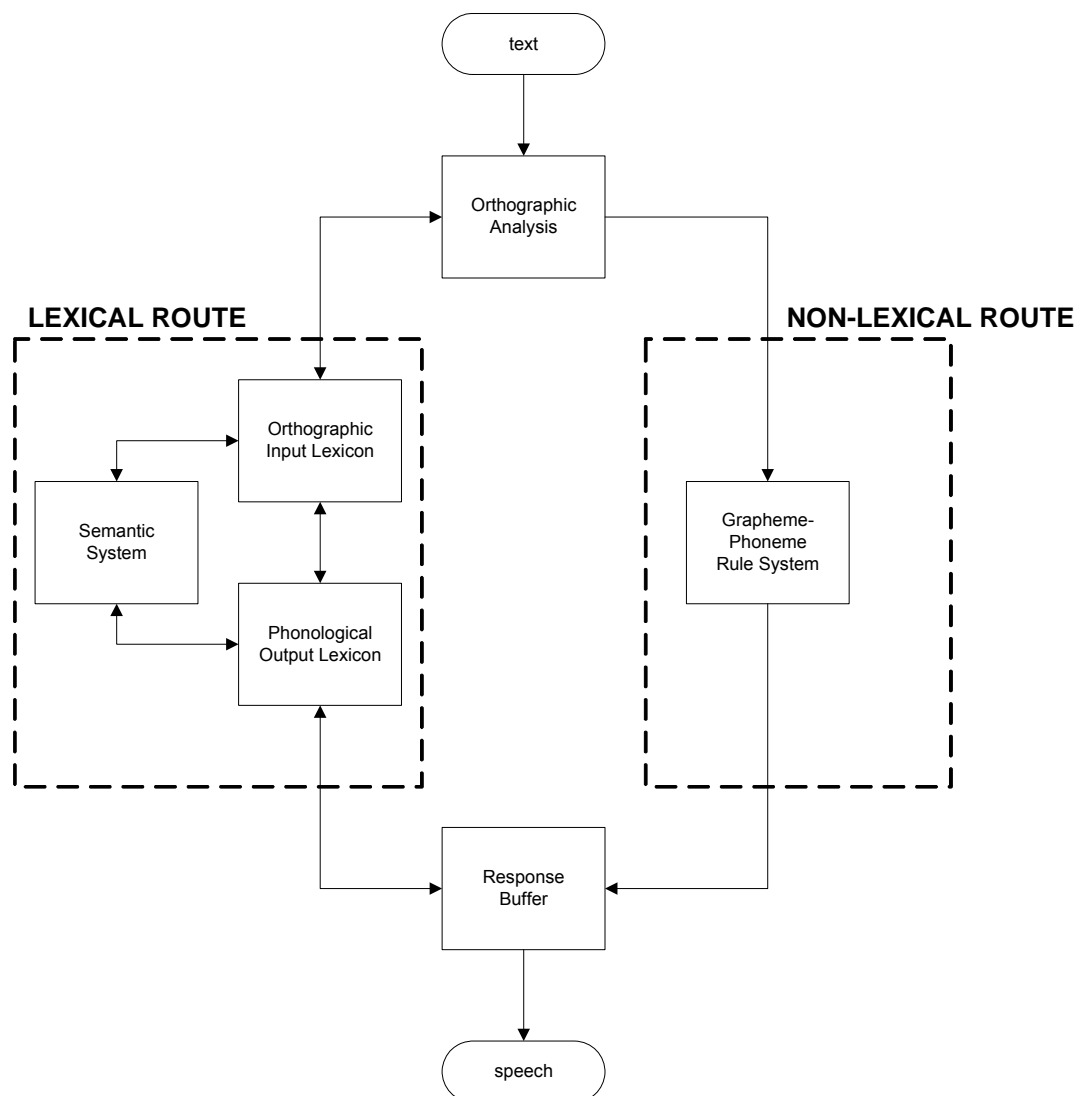 text
Orthographic
Analysis
LEXICAL ROUTE
NON-LEXICAL ROUTE
Orthographic
Input Lexicon
Semantic
System
Grapheme-
Phoneme
Rule System
Phonological
Output Lexicon
Response
Buffer
speech